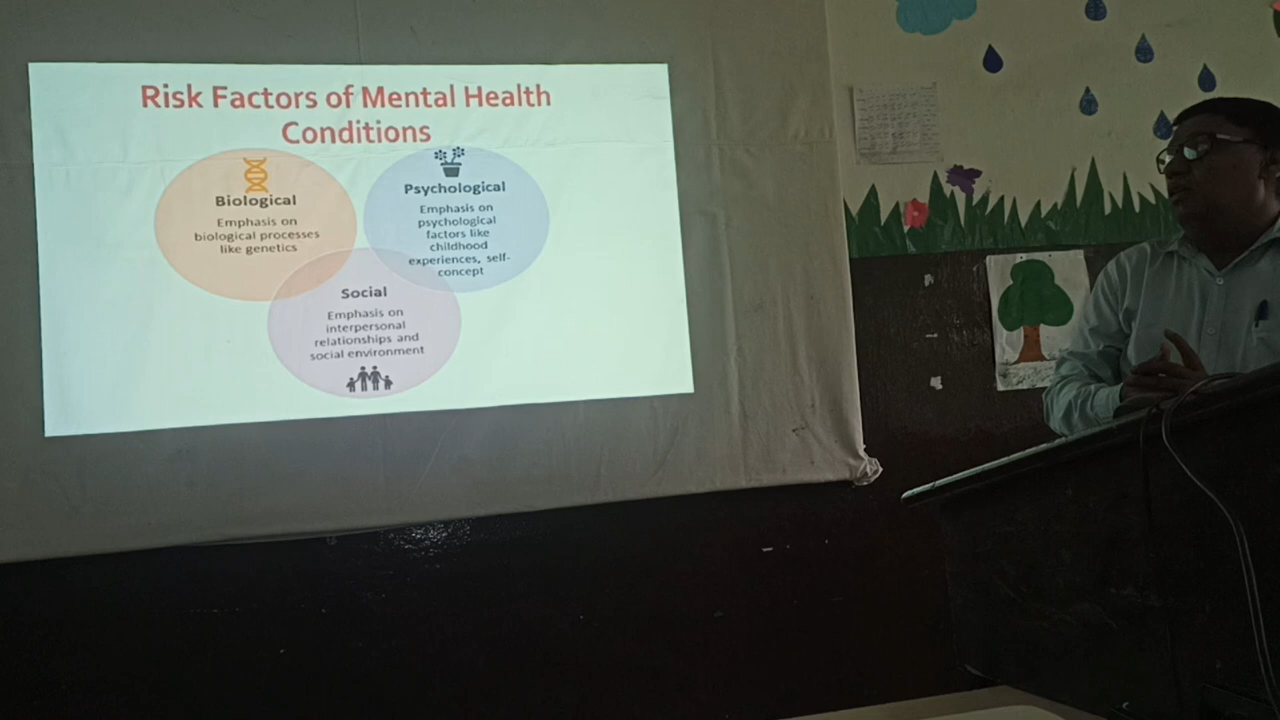 Risk Factors of Mental Health
Conditions
Biological
Emphasis on
biological processes
like genetics
Psychological
Emphasis on
psychological
factors like
childhood
experiences, self-
concept
Social
Emphasis on
interpersonal
relationships and
social environment